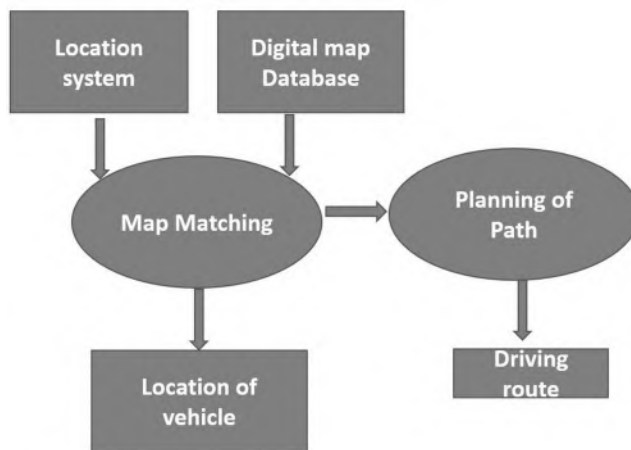 Location
system
Digital map
Database
Map Matching
Planning of
Path
Location of
vehicle
Driving
route